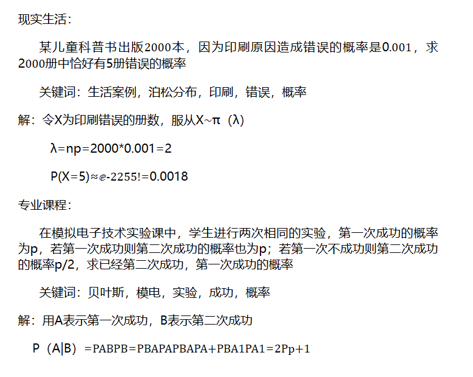 现实生活:
某儿童科普书出版2000本,因为印刷原因造成错误的概率是0.001,求
2000册中恰好有5册错误的概率
关键词:生活案例,泊松分布,印刷,错误,概率
解:令X为印刷错误的册数,服从X~π(λ)
λ=np=2000*0.001=2
P(X=5)≈ⅇ-2255!=0.0018
专业课程:
在模拟电子技术实验课中,学生进行两次相同的实验,第一次成功的概率
为p,若第一次成功则第二次成功的概率也为p;若第一次不成功则第二次成功
的概率p/2,求已经第二次成功,第一次成功的概率
关键词:贝叶斯,模电,实验,成功,概率
解:用A表示第一次成功,B表示第二次成功
P(A|B)=PABPB=PBAPAPBAPA+PBA1PA1=2Pp+1